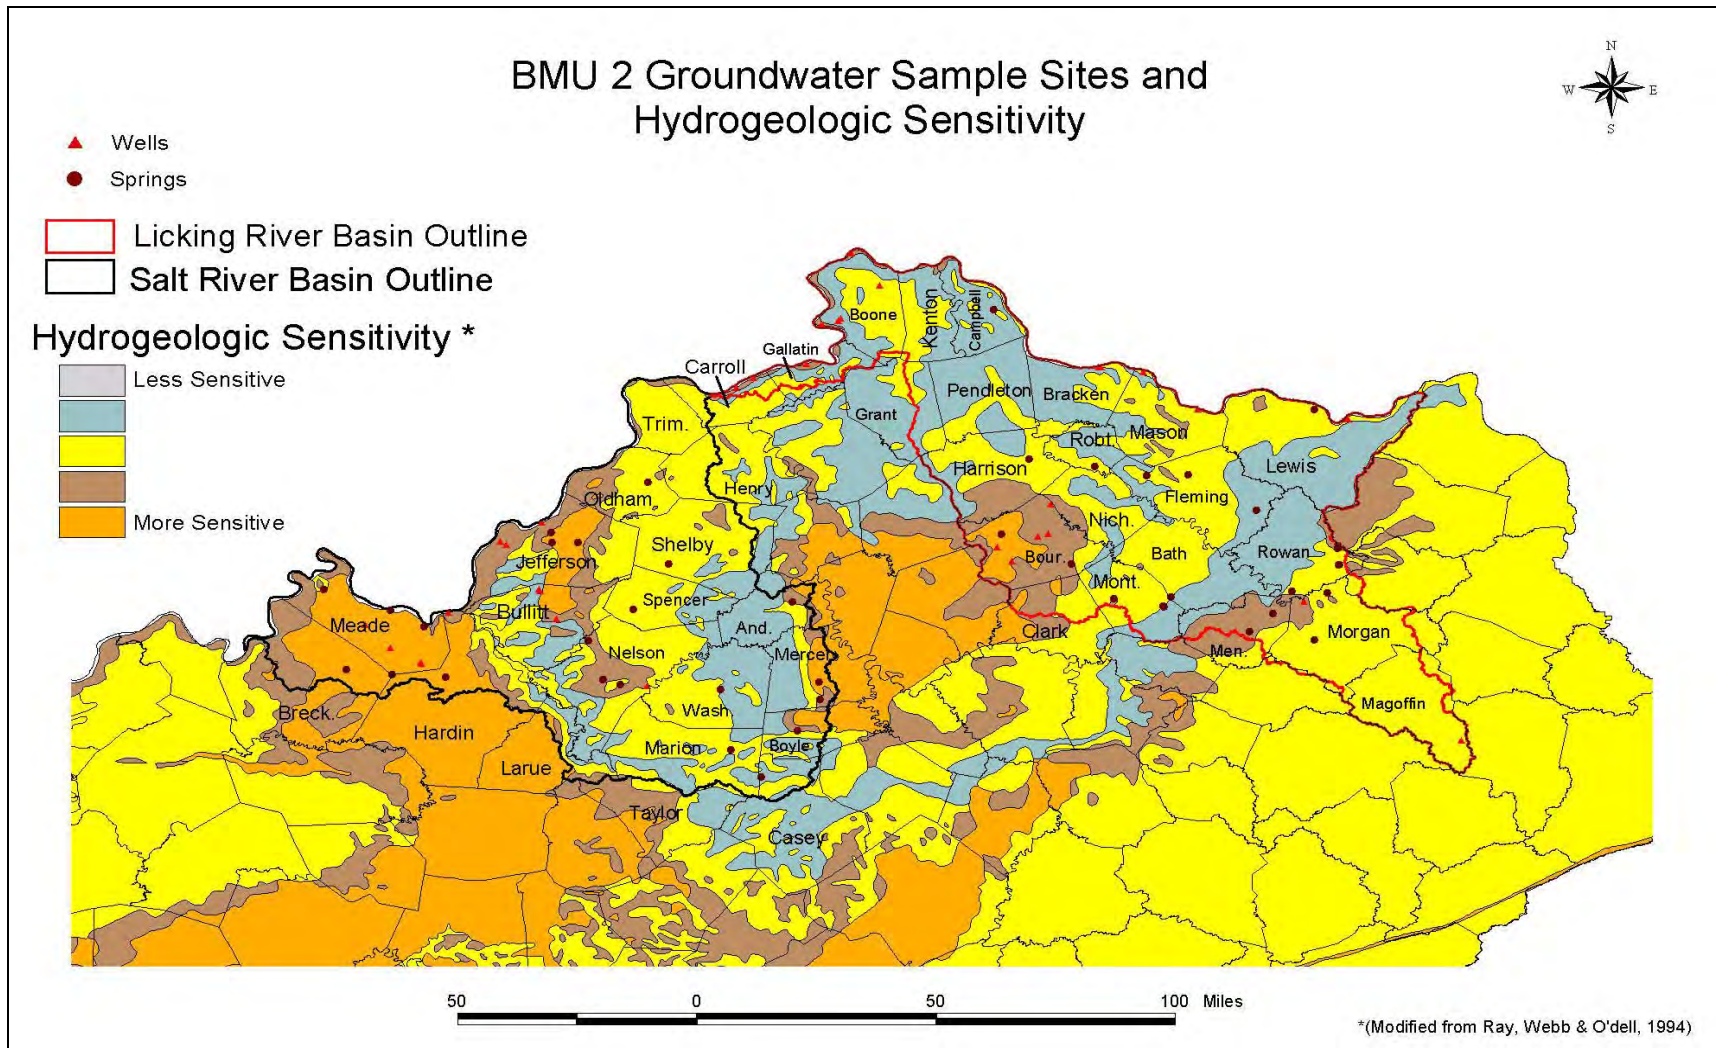 BMU 2 Groundwater Sample Sites and
Hydrogeologic Sensitivity
N
W E
S
Wells
Springs
Licking River Basin Outline
Salt River Basin Outline
Hydrogeologic Sensitivity *
Less Sensitive
More Sensitive
Boone
Kenton
Campbell
Gallatin
Carroll
Grant
Pendleton
Bracken
Trim.
Robt.
Mason
Harrison
Lewis
Henry
Oldham
Fleming
Nich.
Shelby
Jefferson
Bour.
Bath
Rowan
Mont.
Spencer
Bullitt
Meade
And.
Clark
Morgan
Nelson
Mercer
Men.
Magoffin
Breck.
Wash.
Hardin
Marion
Boyle
Larue
Taylor
Casey
50 0 50 100 Miles
*(Modified from Ray, Webb & O'dell, 1994)